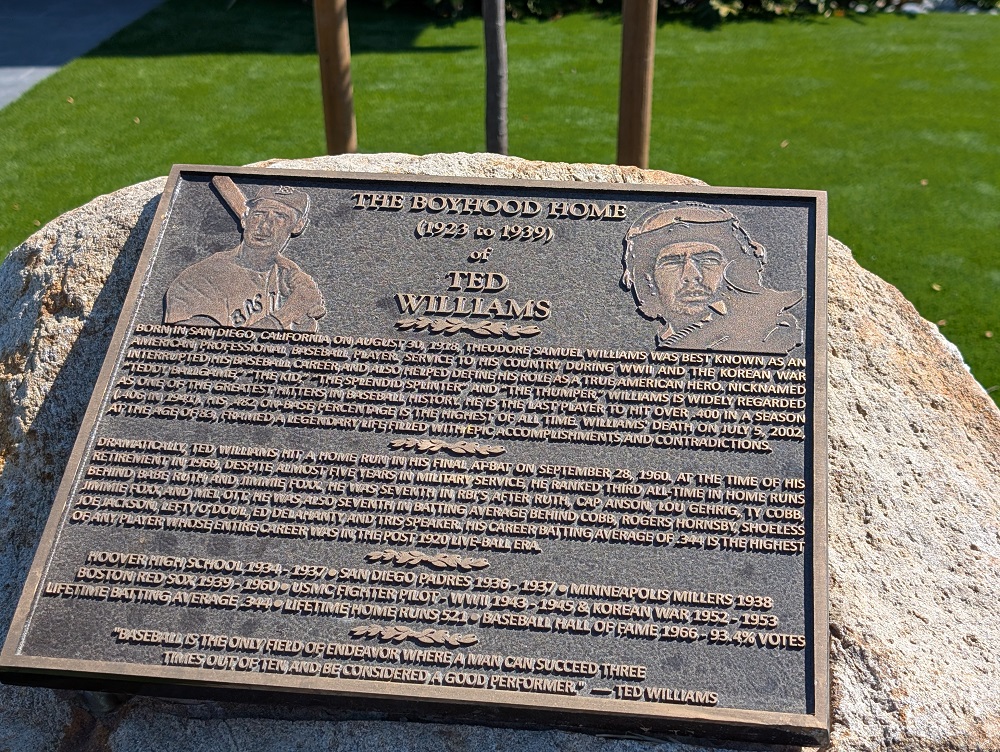 THE BOYHOOD HOME
(1923 to 1939)
of
TED
WILLIAMS
BORN IN SAN DIEGO, CALIFORNIA ON AUGUST 30, 1918, THEODORE SAMUEL WILLIAMS WAS BEST KNOWN AS AN
AMERICAN PROFESSIONAL BASEBALL PLAYER. SERVICE TO HIS COUNTRY, DURING WWII AND THE KOREAN WAR
INTERRUPTED HIS BASEBALL CAREER, AND ALSO HELPED DEFINE HIS ROLE AS A TRUE AMERICAN HERO. NICKNAMED
"TEDDY BALLGAME," "THE KID," "THE SPLENDID SPLINTER" AND "THE THUMPER," WILLIAMS IS WIDELY REGARDED
AS ONE OF THE GREATEST HITTERS IN BASEBALL HISTORY. HE IS THE LAST PLAYER TO HIT OVER .400 IN A SEASON
(.406 IN 1941). HIS .482 ON-BASE PERCENTAGE IS THE HIGHEST OF ALL TIME. WILLIAMS' DEATH ON JULY 5, 2002,
AT THE AGE OF 83, FRAMED A LEGENDARY LIFE FILLED WITH EPIC ACCOMPLISHMENTS AND CONTRADICTIONS.
DRAMATICALLY, TED WILLIAMS HIT A HOME RUN IN HIS FINAL AT-BAT ON SEPTEMBER 28, 1960. AT THE TIME OF HIS
RETIREMENT IN 1960, DESPITE ALMOST FIVE YEARS IN MILITARY SERVICE, HE RANKED THIRD ALL-TIME IN HOME RUNS
BEHIND BABE RUTH AND JIMMIE FOXX. HE WAS SEVENTH IN RBI'S AFTER RUTH, CAP ANSON, LOU GEHRIG, TY COBB,
JIMMIE FOXX, AND MEL OTT. HE WAS ALSO SEVENTH IN BATTING AVERAGE BEHIND COBB, ROGERS HORNSBY, SHOELESS
JOE JACKSON, LEFTY O'DOUL, ED DELAHANTY AND TRIS SPEAKER. HIS CAREER BATTING AVERAGE OF .344 IS THE HIGHEST
OF ANY PLAYER WHOSE ENTIRE CAREER WAS IN THE POST 1920 LIVE-BALL ERA.
HOOVER HIGH SCHOOL 1934 - 1937 • SAN DIEGO PADRES 1936 - 1937 • MINNEAPOLIS MILLERS 1938
BOSTON RED SOX 1939 - 1960 • USMC FIGHTER PILOT - WWII 1943 - 1945 & KOREAN WAR 1952 - 1953
LIFETIME BATTING AVERAGE .344 • LIFETIME HOME RUNS 521 • BASEBALL HALL OF FAME 1966 - 93.4% VOTES
"BASEBALL IS THE ONLY FIELD OF ENDEAVOR WHERE A MAN CAN SUCCEED THREE
TIMES OUT OF TEN AND BE CONSIDERED A GOOD PERFORMER." — TED WILLIAMS